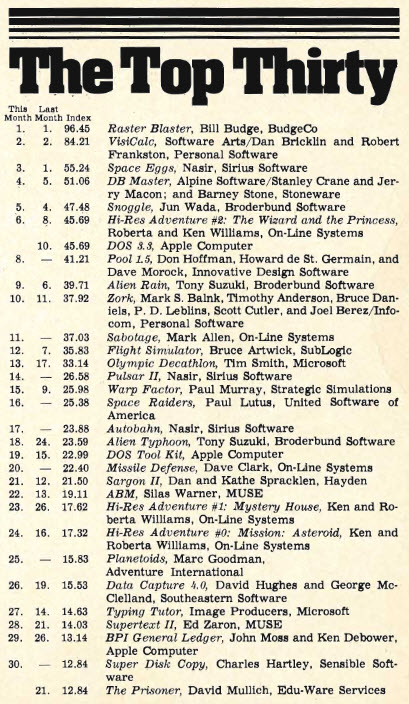 The Top Thirty
This Last
Month Month Index
1. 1. 96.45 Raster Blaster, Bill Budge, BudgeCo
2. 2. 84.21 VisiCalc, Software Arts/Dan Bricklin and Robert
Frankston, Personal Software
3. 1. 55.24 Space Eggs, Nasir, Sirius Software
4. 5. 51.06 DB Master, Alpine Software/Stanley Crane and Jer-
ry Macon; and Barney Stone, Stoneware
5. 4. 47.48 Snoggle, Jun Wada, Broderbund Software
6. 8. 45.69 Hi-Res Adventure #2: The Wizard and the Princess,
Roberta and Ken Williams, On-Line Systems
10. 45.69 DOS 3.3, Apple Computer
8. — 41.21 Pool 1.5, Don Hoffman, Howard de St. Germain, and
Dave Morock, Innovative Design Software
9. 6. 39.71 Alien Rain, Tony Suzuki, Broderbund Software
10. 11. 37.92 Zork, Mark S. Balnk, Timothy Anderson, Bruce Dan-
iels, P. D. Leblins, Scott Cutler, and Joel Berez/Info-
com, Personal Software
11. — 37.03 Sabotage, Mark Allen, On-Line Systems
12. 7. 35.83 Flight Simulator, Bruce Artwick, SubLogic
13. 17. 33.14 Olympic Decathlon, Tim Smith, Microsoft
14. — 26.58 Pulsar II, Nasir, Sirius Software
15. 9. 25.98 Warp Factor, Paul Murray, Strategic Simulations
16. — 25.38 Space Raiders, Paul Lutus, United Software of
America
17. — 23.88 Autobahn, Nasir, Sirius Software
18. 24. 23.59 Alien Typhoon, Tony Suzuki, Broderbund Software
19. 15. 22.99 DOS Tool Kit, Apple Computer
20. — 22.40 Missile Defense, Dave Clark, On-Line Systems
21. 12. 21.50 Sargon II, Dan and Kathe Spracklen, Hayden
22. 13. 19.11 ABM, Silas Warner, MUSE
23. 26. 17.62 Hi-Res Adventure #1: Mystery House, Ken and Ro-
berta Williams, On-Line Systems
24. 16. 17.32 Hi-Res Adventure #0: Mission: Asteroid, Ken and
Roberta Williams, On-Line Systems
25. — 15.83 Planetoids, Marc Goodman,
Adventure International
26. 19. 15.53 Data Capture 4.0, David Hughes and George Mc-
Clelland, Southeastern Software
27. 14. 14.63 Typing Tutor, Image Producers, Microsoft
28. 21. 14.03 Supertext II, Ed Zaron, MUSE
29. 26. 13.14 BPI General Ledger, John Moss and Ken Debower,
Apple Computer
30. — 12.84 Super Disk Copy, Charles Hartley, Sensible Soft-
ware
21. 12.84 The Prisoner, David Mullich, Edu-Ware Services